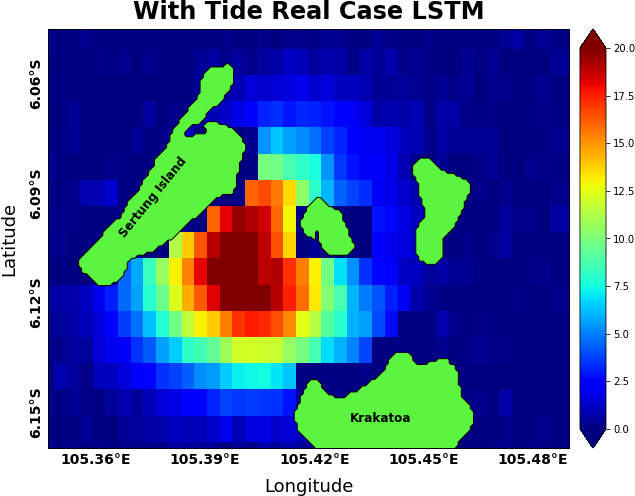 With Tide Real Case LSTM
6.06°S
6.09°S
6.12°S
6.15°S
Latitude
Sertung Island
Krakatoa
105.36°E 105.39°E 105.42°E 105.45°E 105.48°E
Longitude
20.0
17.5
15.0
12.5
10.0
7.5
5.0
2.5
0.0